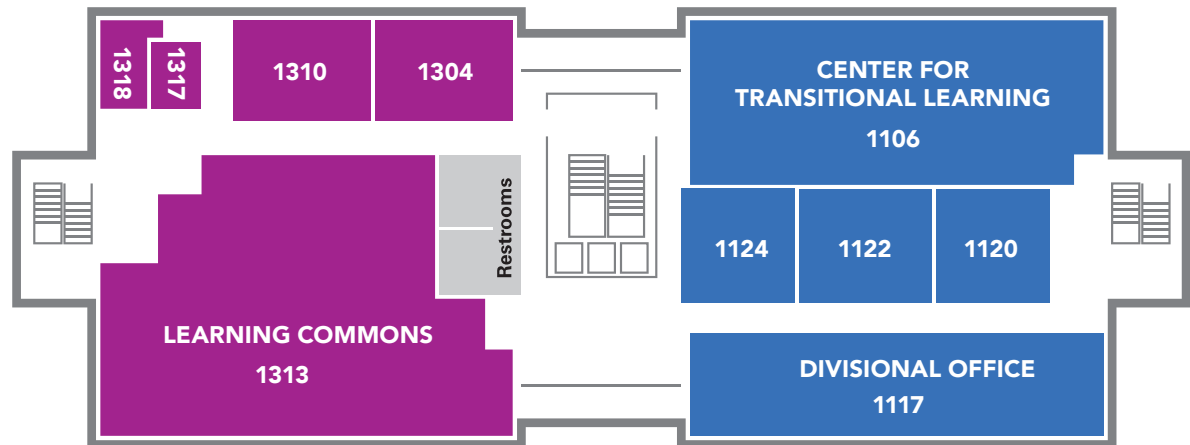 1318
1317
1310
1304
CENTER FOR
TRANSITIONAL LEARNING
1106
Restrooms
1124
1122
1120
LEARNING COMMONS
1313
DIVISIONAL OFFICE
1117